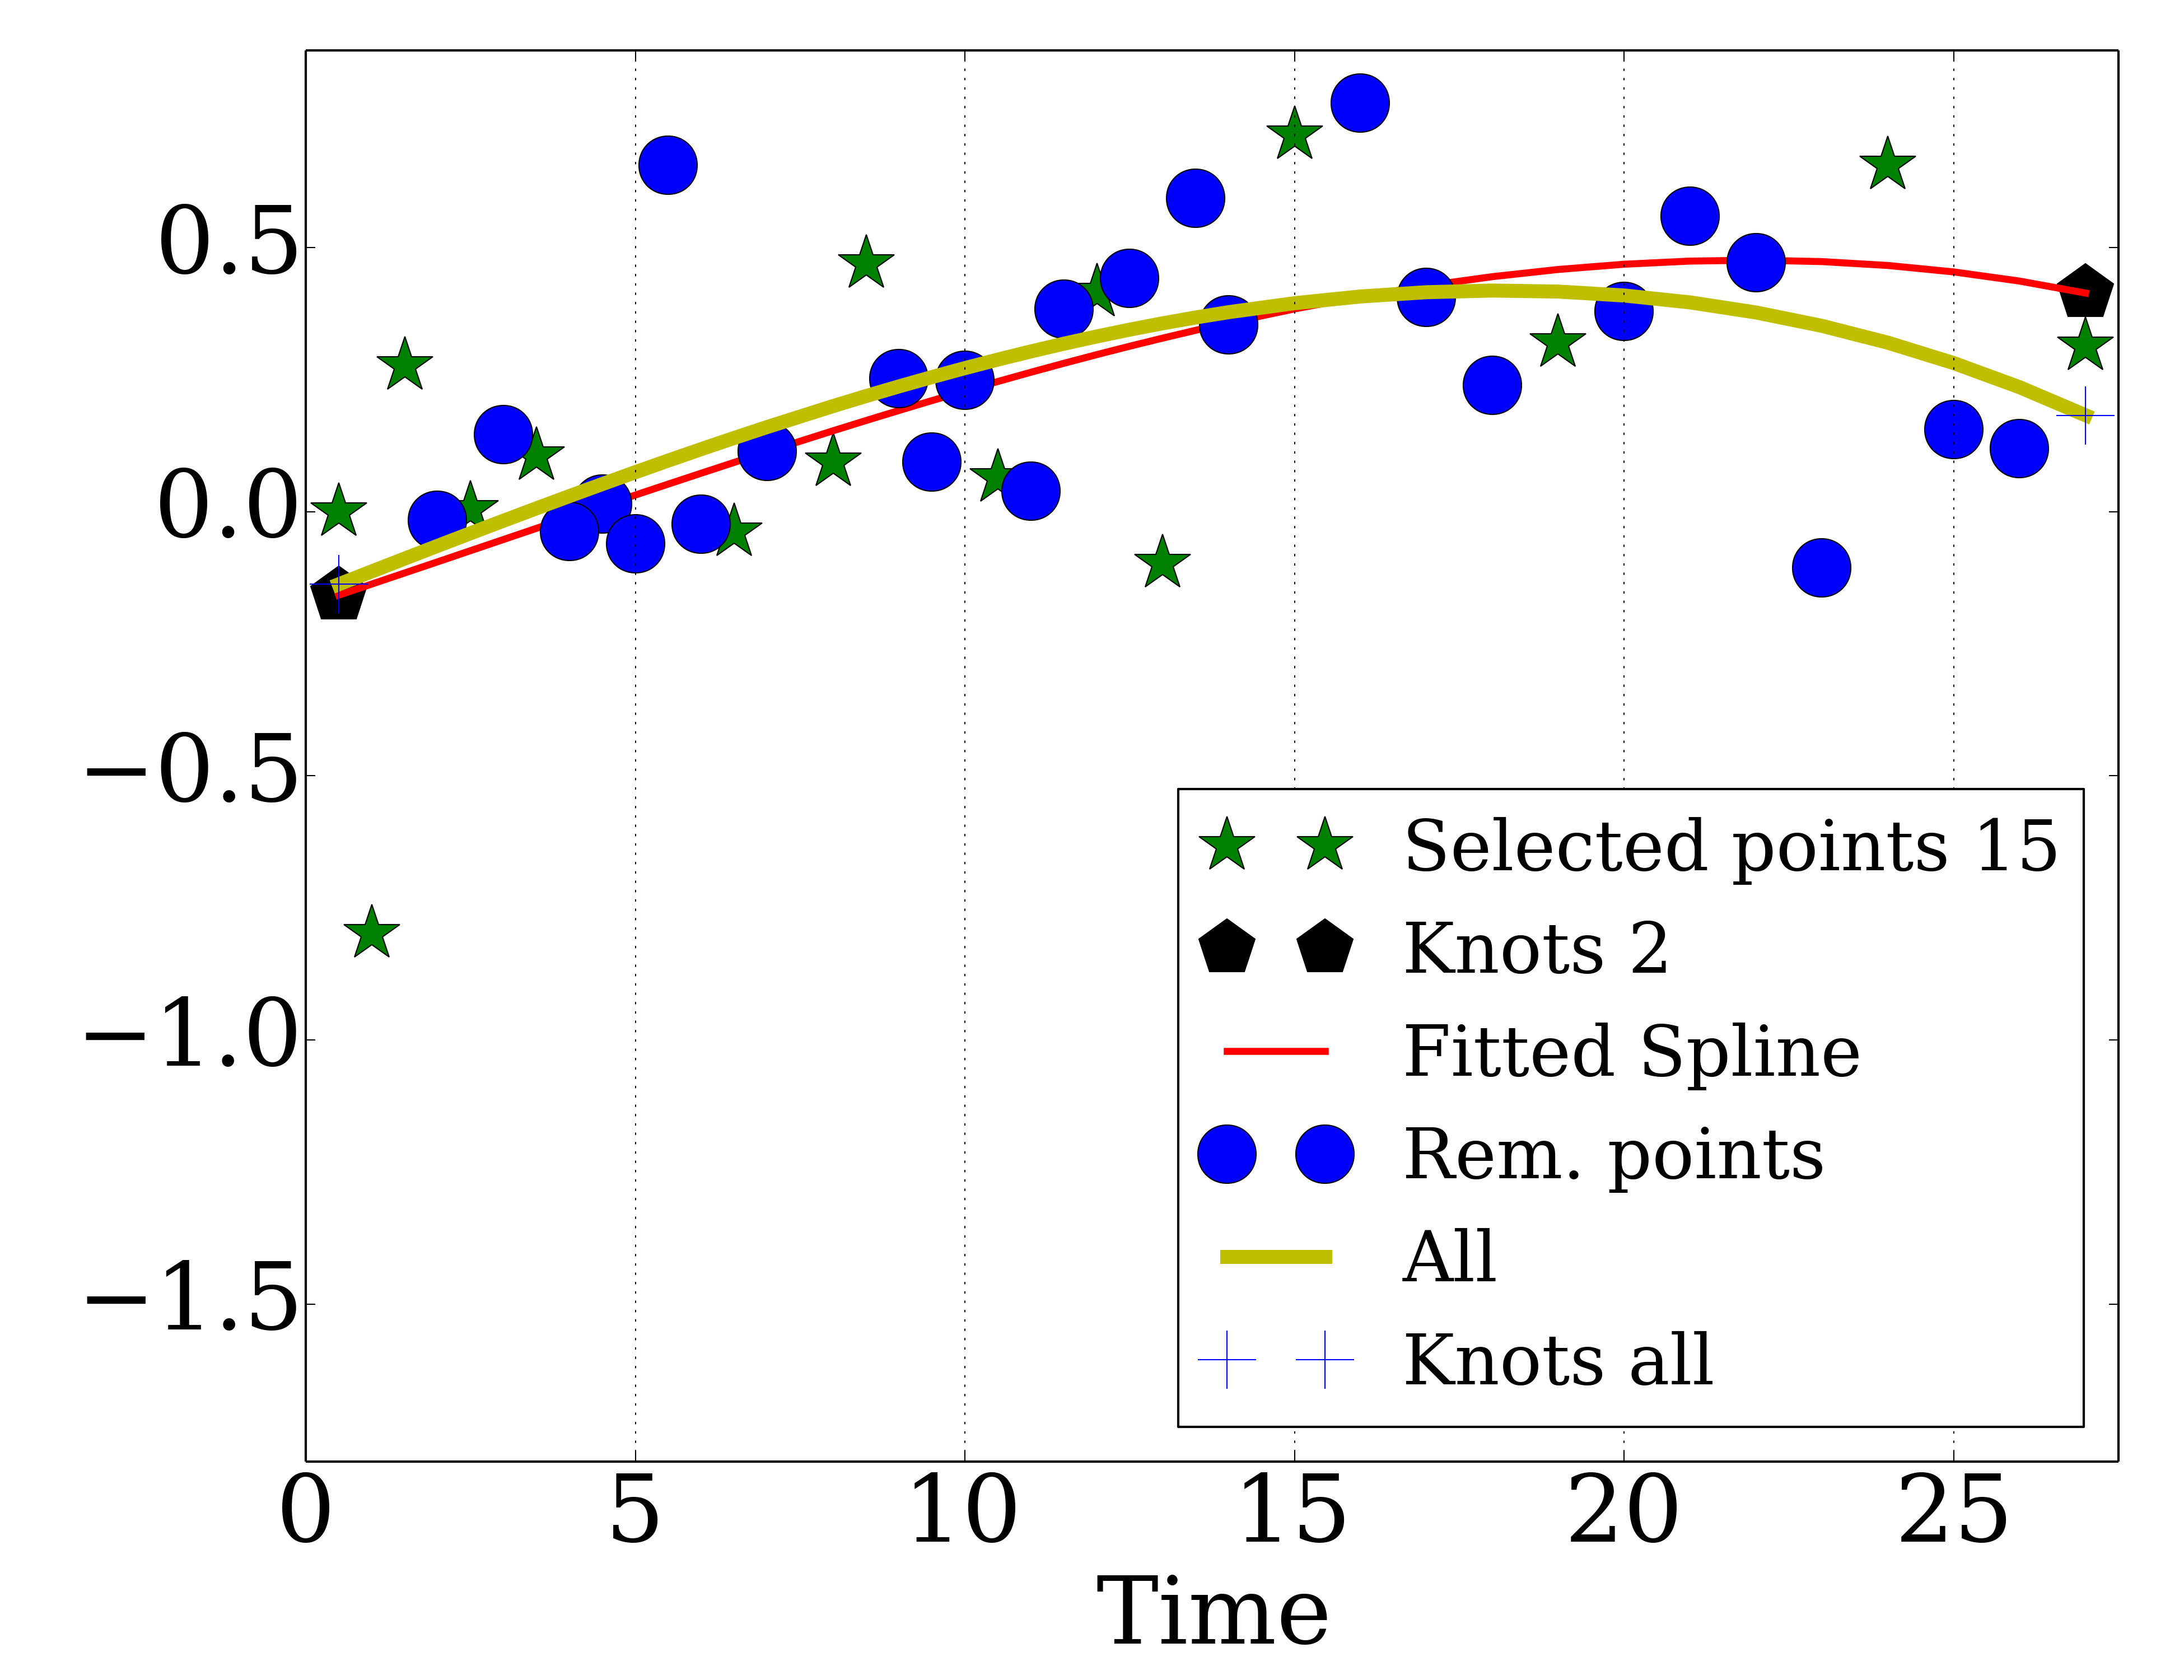 0.5
0.0
−0.5
−1.0
−1.5
Selected points 15
Knots 2
Fitted Spline
Rem. points
All
Knots all
0 5 10 15 20 25
Time